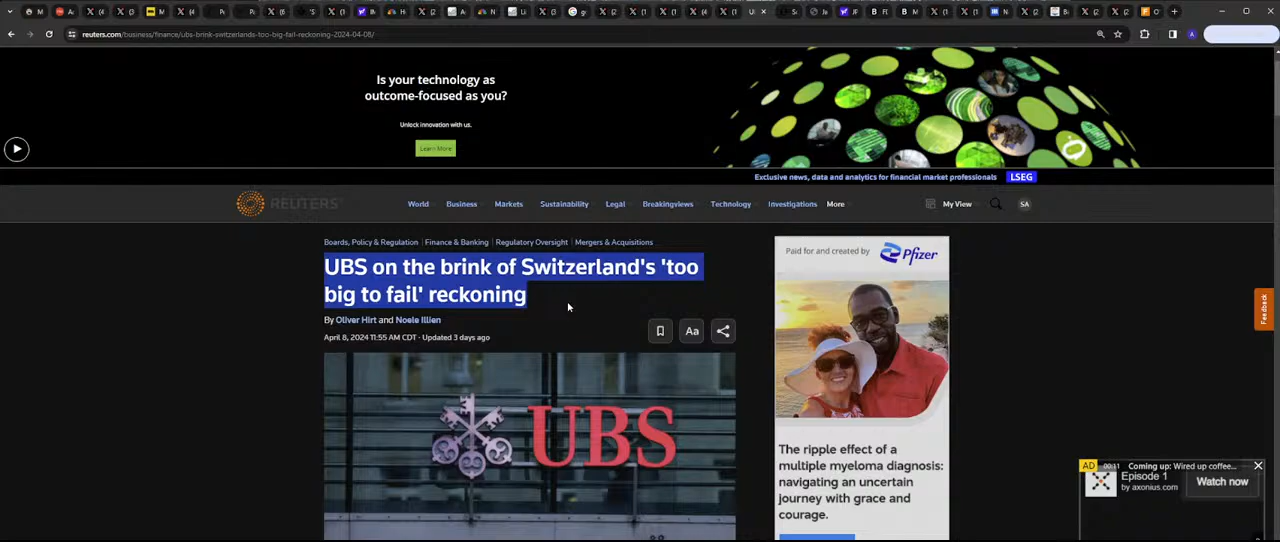 reuters.com/business/finance/ubs-brink-switzerlands-too-big-fail-reckoning-2024-04-08/
Is your technology as
outcome-focused as you?
Unlock innovation with us.
Learn More
Exclusive news, data and analytics for financial market professionals LSEG
REUTERS
World Business Markets Sustainability Legal Breakingviews Technology Investigations More My View SA
Boards, Policy & Regulation | Finance & Banking | Regulatory Oversight | Mergers & Acquisitions
UBS on the brink of Switzerland's 'too
big to fail' reckoning
By Oliver Hirt and Noele Illien
April 8, 2024 11:55 AM CDT · Updated 3 days ago
Aa
UBS
Paid for and created by Pfizer
The ripple effect of a
multiple myeloma diagnosis:
navigating an uncertain
journey with grace and
courage.
Feedback
AD 00:11 Coming up: Wired up coffee...
Episode 1
by axonius.com
Watch now